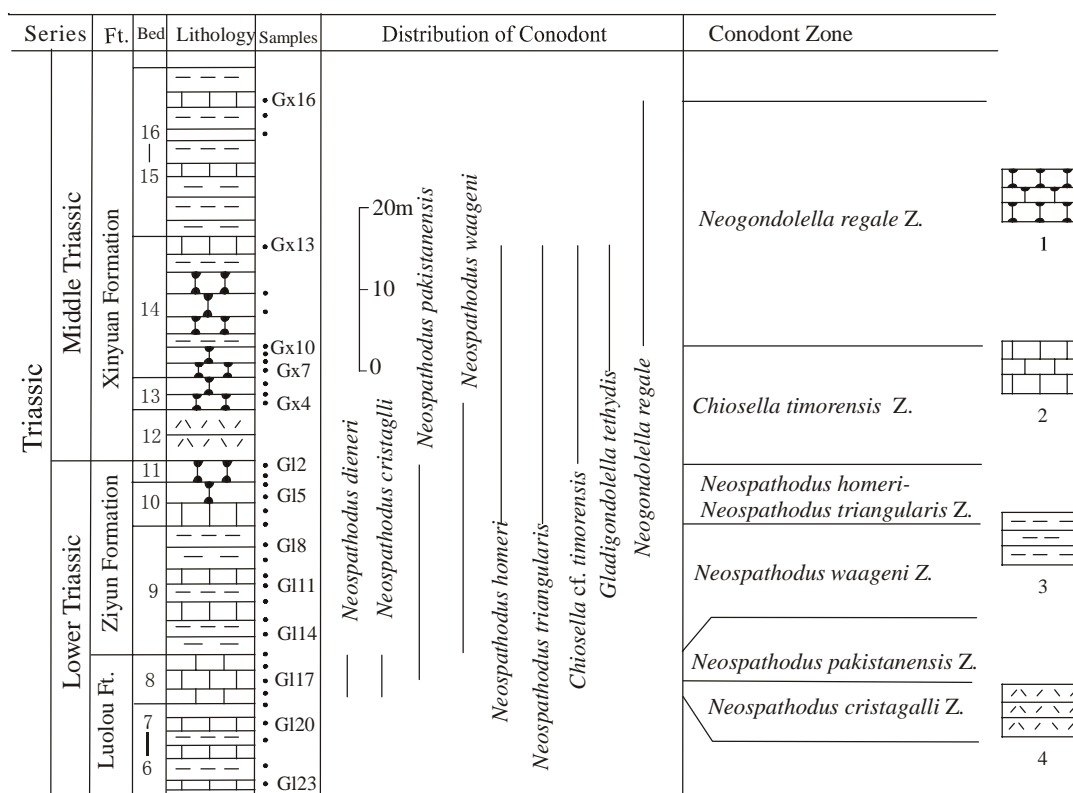 Series Ft. Bed Lithology Samples Distribution of Conodont Conodont Zone
Triassic
Middle Triassic
Lower Triassic
Xinyuan Formation
Ziyun Formation
Luolou Ft.
16
15
14
13
12
11
10
9
8
7
6
Gx16
Gx13
Gx10
Gx7
Gx4
Gl2
Gl5
Gl8
Gl11
Gl14
Gl17
Gl20
Gl23
20m
10
0
Neospathodus dieneri
Neospathodus cristaglli
Neospathodus pakistanensis
Neospathodus waageni
Neospathodus homeri
Neospathodus triangularis
Chiosella cf. timorensis
Gladigondolella tethydis
Neogondolella regale
Neogondolella regale Z.
Chiosella timorensis Z.
Neospathodus homeri-
Neospathodus triangularis Z.
Neospathodus waageni Z.
Neospathodus pakistanensis Z.
Neospathodus cristagalli Z.
1
2
3
4